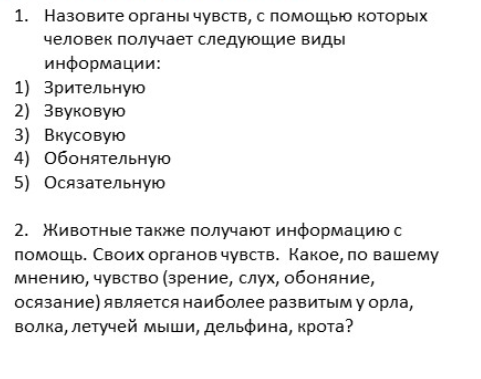 1. Назовите органы чувств, с помощью которых
человек получает следующие виды
информации:
1) Зрительную
2) Звуковую
3) Вкусовую
4) Обонятельную
5) Осязательную
2. Животные также получают информацию с
помощь. Своих органов чувств. Какое, по вашему
мнению, чувство (зрение, слух, обоняние,
осязание) является наиболее развитым у орла,
волка, летучей мыши, дельфина, крота?